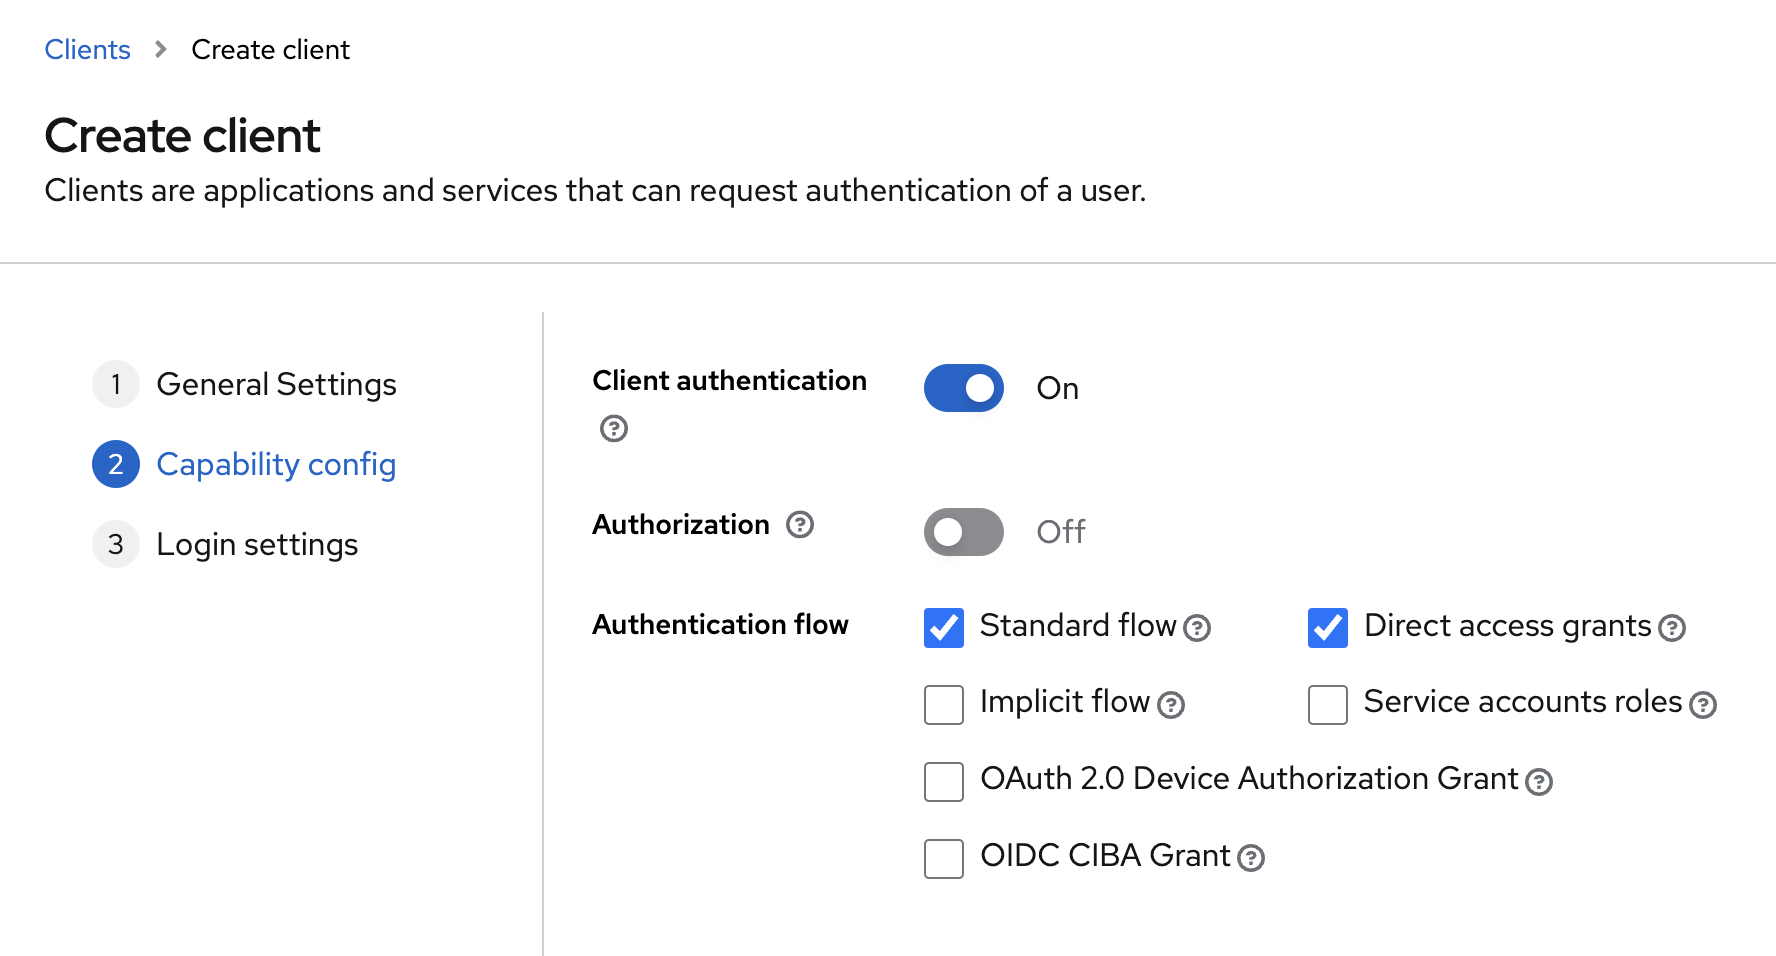 Clients > Create client
Create client
Clients are applications and services that can request authentication of a user.
1 General Settings
2 Capability config
3 Login settings
Client authentication ? On
Authorization ? Off
Authentication flow
Standard flow ? Direct access grants ?
Implicit flow ? Service accounts roles ?
OAuth 2.0 Device Authorization Grant ?
OIDC CIBA Grant ?